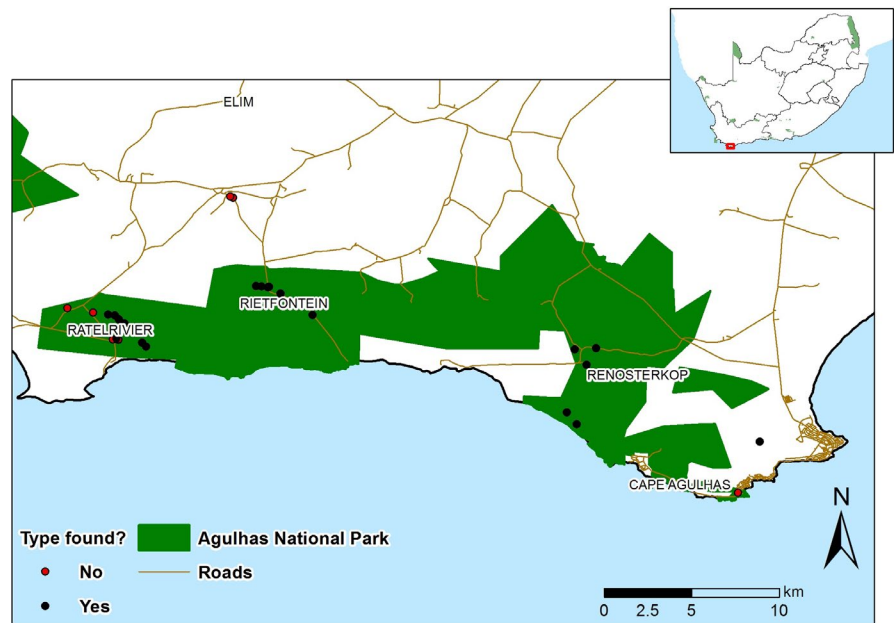 ELIM
RIETFONTEIN
RATELRIVIER
RENOSTERKOP
CAPE AGULHAS
N
Type found?
Agulhas National Park
No
Roads
Yes
km
0 2.5 5 10